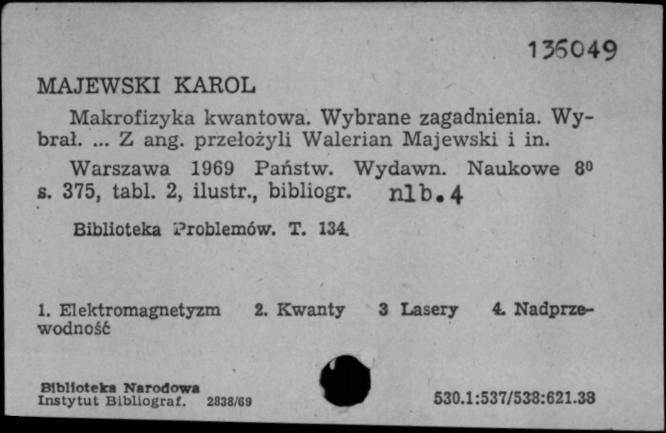 136049
MAJEWSKI KAROL
Makrofizyka kwantowa. Wybrane zagadnienia. Wy-
brał. ... Z ang. przełożyli Walerian Majewski i in.
Warszawa 1969 Państw. Wydawn. Naukowe 8⁰
s. 375, tabl. 2, ilustr., bibliogr. nlb.4
Biblioteka Problemów. T. 134.
1. Elektromagnetyzm 2. Kwanty 3 Lasery 4. Nadprze-
wodność
Biblioteka Narodowa
Instytut Bibliograf. 2838/69 530.1:537/538:621.38